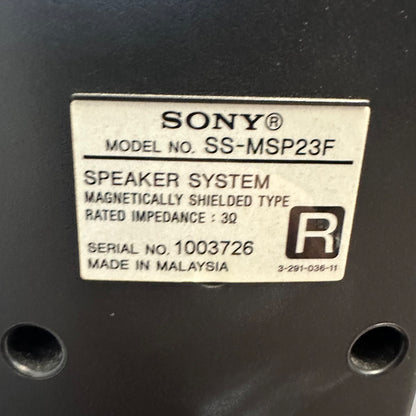 SONY®
MODEL NO. SS-MSP23F
SPEAKER SYSTEM
MAGNETICALLY SHIELDED TYPE
RATED IMPEDANCE : 3Ω
R
SERIAL NO. 1003726
MADE IN MALAYSIA
3-291-036-11